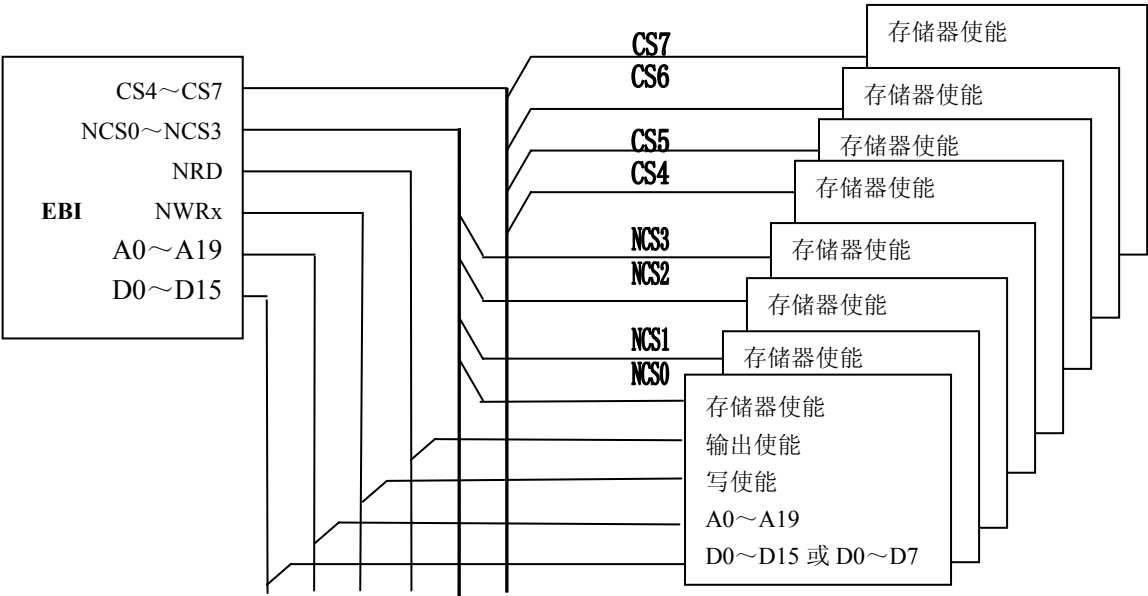 CS4～CS7
NCS0～NCS3
NRD
EBI NWRx
A0～A19
D0～D15
CS7
CS6
CS5
CS4
NCS3
NCS2
NCS1
NCS0
存储器使能
存储器使能
存储器使能
存储器使能
存储器使能
存储器使能
存储器使能
存储器使能
输出使能
写使能
A0～A19
D0～D15 或 D0～D7